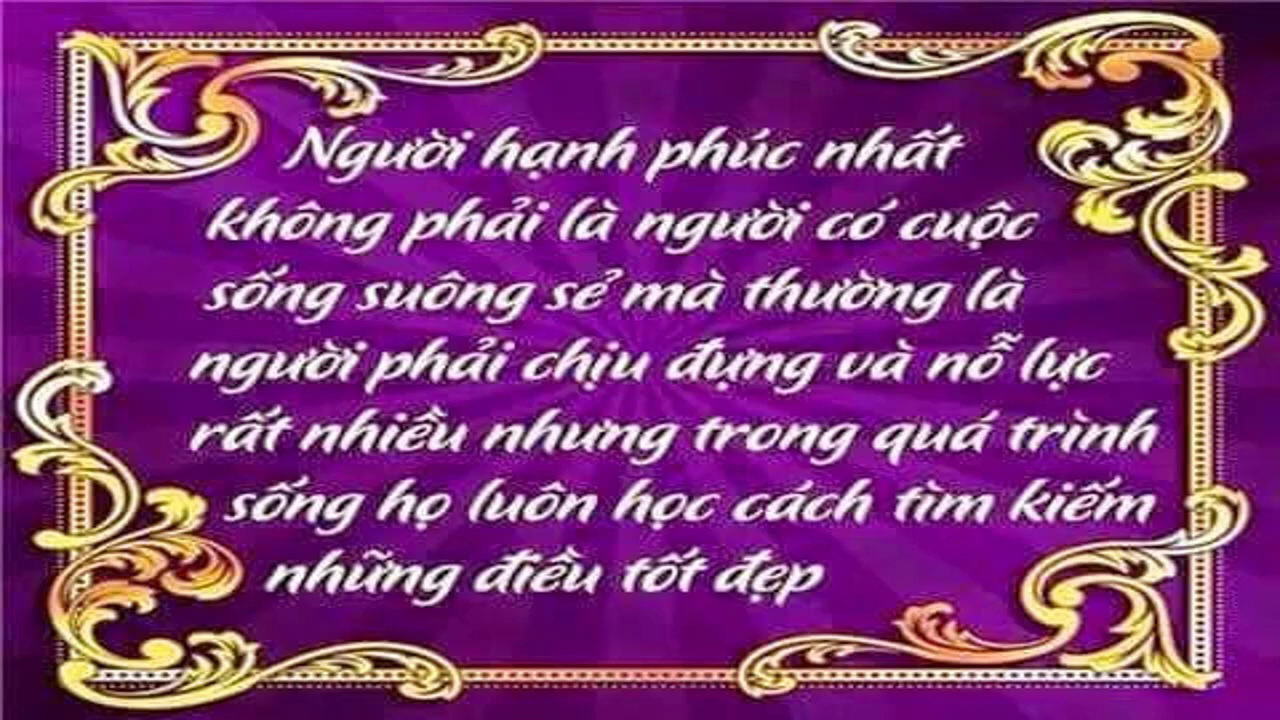 Người hạnh phúc nhất
không phải là người có cuộc
sống suông sẻ mà thường là
người phải chịu đựng và nỗ lực
rất nhiều nhưng trong quá trình
sống họ luôn học cách tìm kiếm
những điều tốt đẹp